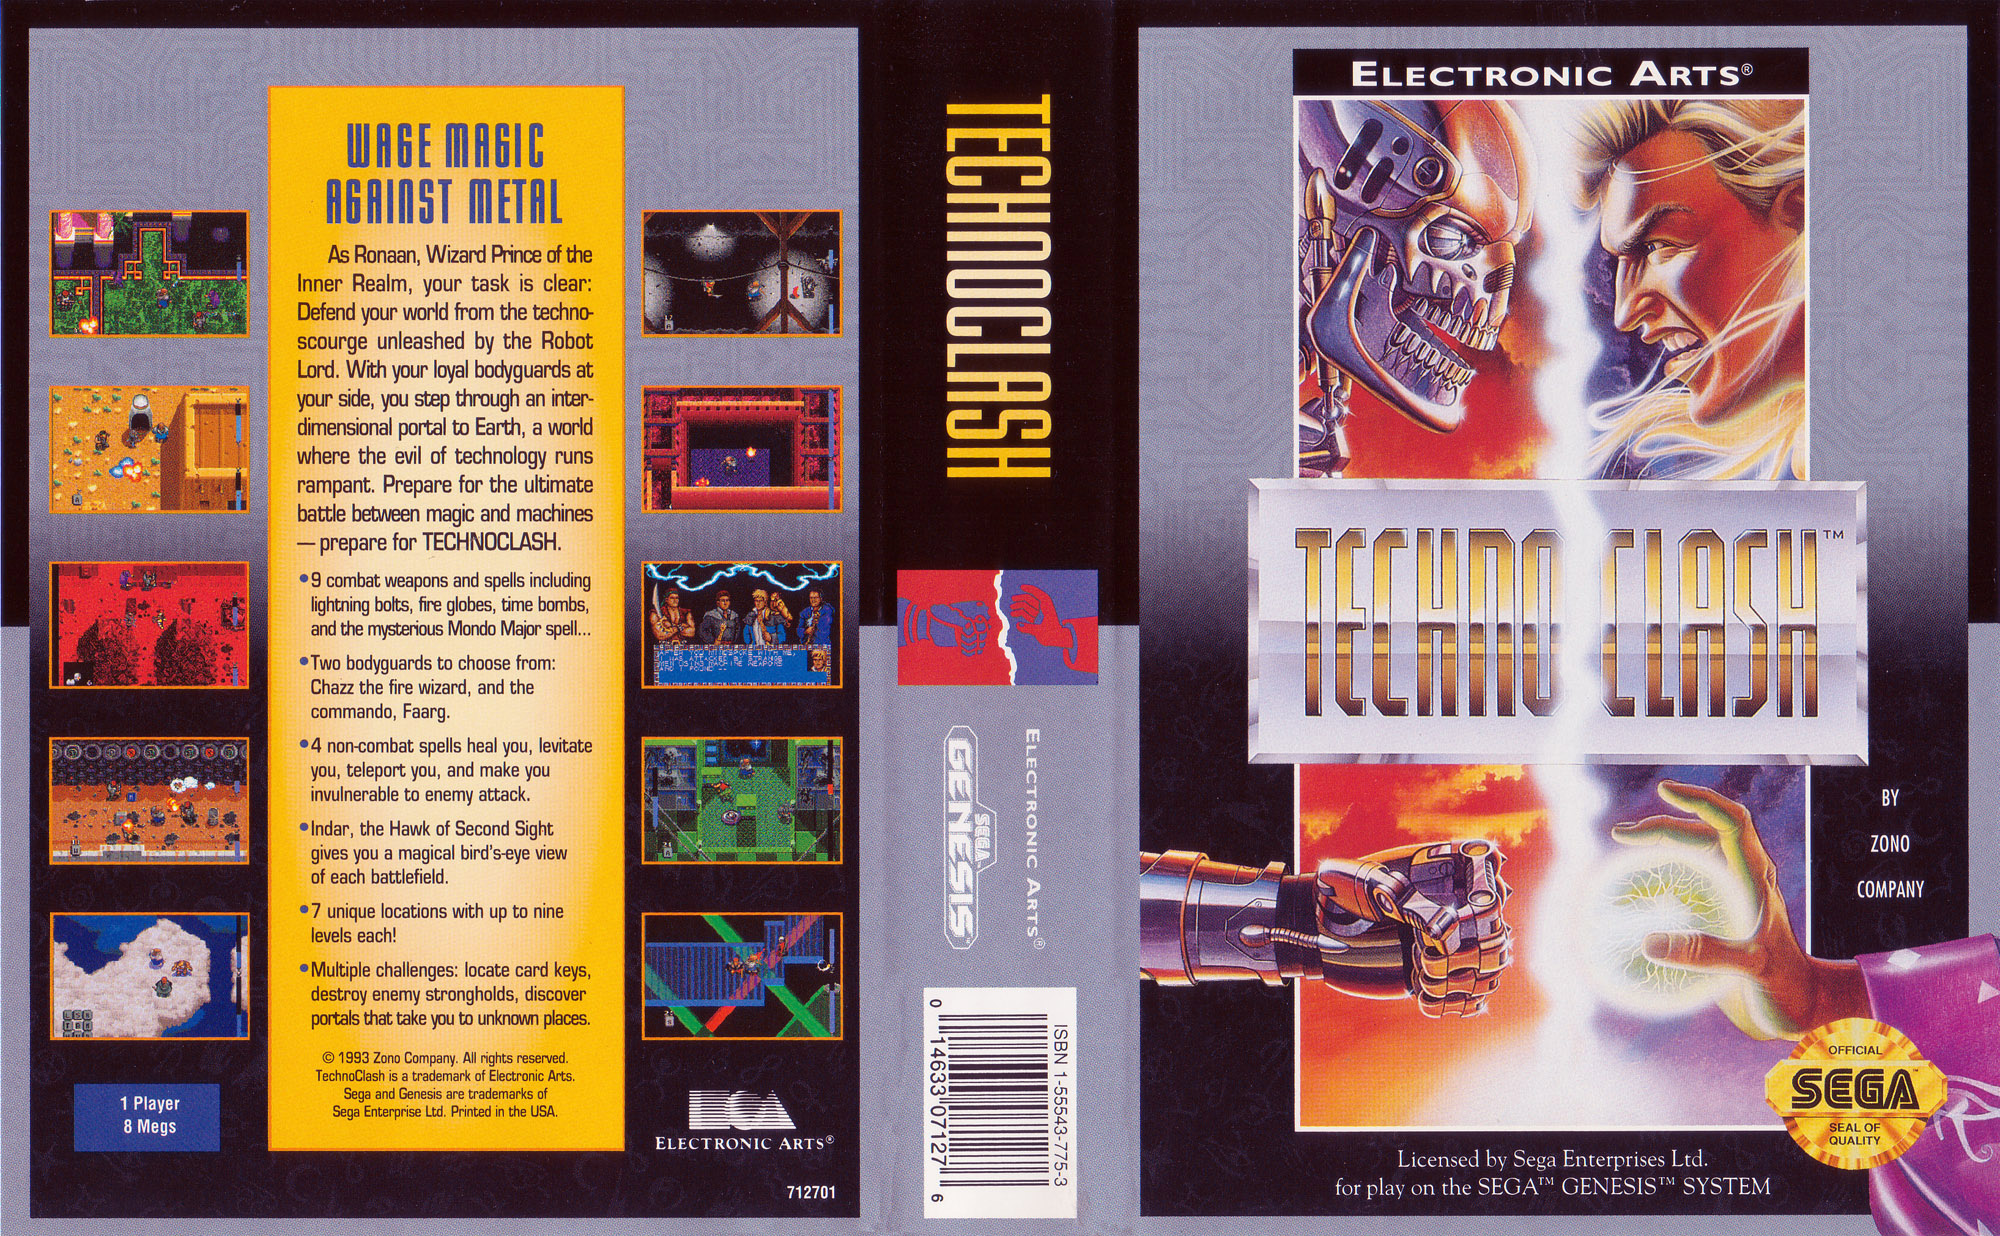 WAGE MAGIC
AGAINST METAL
As Ronaan, Wizard Prince of the
Inner Realm, your task is clear:
Defend your world from the techno-
scourge unleashed by the Robot
Lord. With your loyal bodyguards at
your side, you step through an inter-
dimensional portal to Earth, a world
where the evil of technology runs
rampant. Prepare for the ultimate
battle between magic and machines
— prepare for TECHNOCLASH.
•9 combat weapons and spells including
lightning bolts, fire globes, time bombs,
and the mysterious Mondo Major spell...
•Two bodyguards to choose from:
Chazz the fire wizard, and the
commando, Faarg.
•4 non-combat spells heal you, levitate
you, teleport you, and make you
invulnerable to enemy attack.
•Indar, the Hawk of Second Sight
gives you a magical bird's-eye view
of each battlefield.
•7 unique locations with up to nine
levels each!
•Multiple challenges: locate card keys,
destroy enemy strongholds, discover
portals that take you to unknown places.
© 1993 Zono Company. All rights reserved.
TechnoClash is a trademark of Electronic Arts.
Sega and Genesis are trademarks of
Sega Enterprise Ltd. Printed in the USA.
1 Player
8 Megs
EA
ELECTRONIC ARTS®
712701
TECHNOCLASH
ELECTRONIC ARTS®
SEGA
GENESIS™
ISBN 1-55543-775-3
0 14633 07127 6
ELECTRONIC ARTS®
TECHNOCLASH™
BY
ZONO
COMPANY
OFFICIAL
SEGA™
SEAL OF
QUALITY
Licensed by Sega Enterprises Ltd.
for play on the SEGA™ GENESIS™ SYSTEM